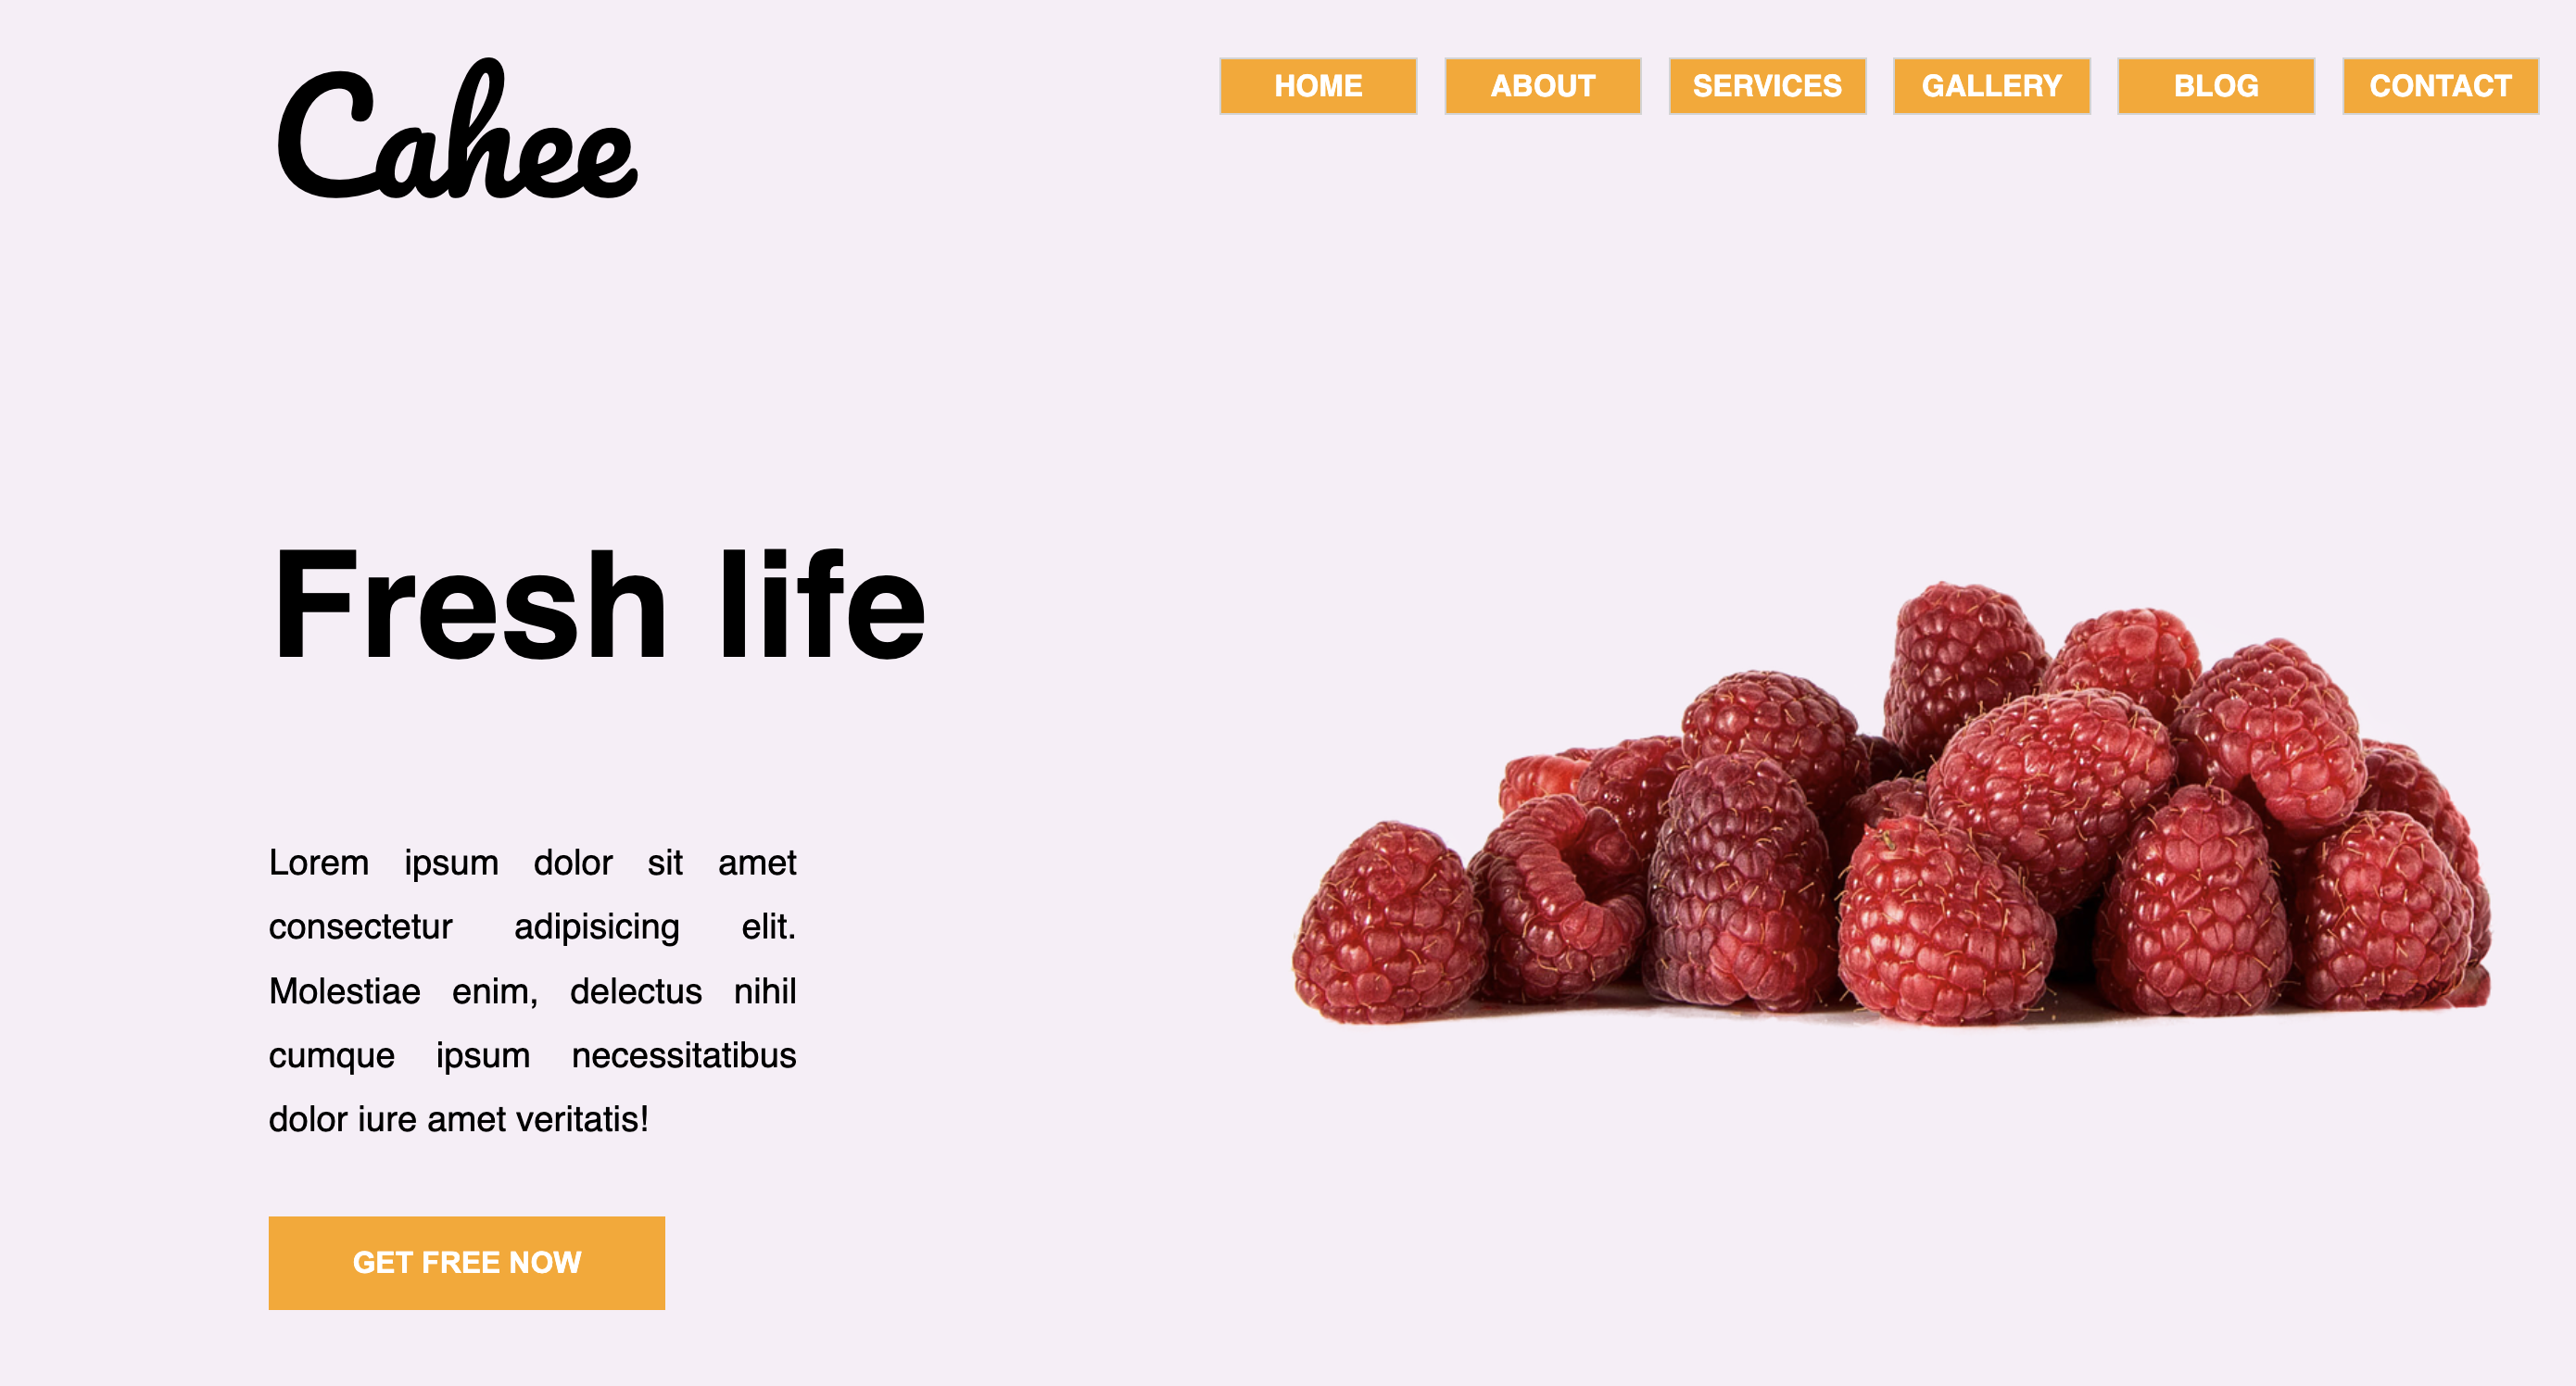 Cahee
HOME
ABOUT
SERVICES
GALLERY
BLOG
CONTACT
Fresh life
Lorem ipsum dolor sit amet
consectetur adipisicing elit.
Molestiae enim, delectus nihil
cumque ipsum necessitatibus
dolor iure amet veritatis!
GET FREE NOW